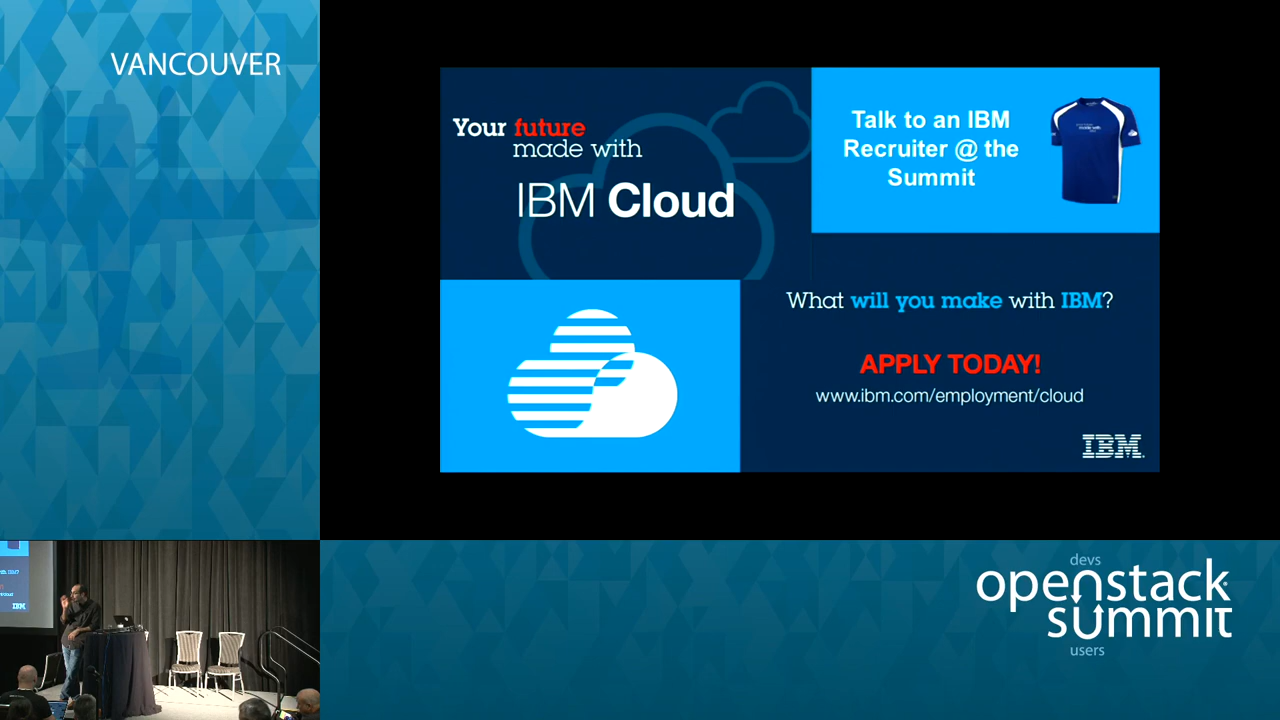 VANCOUVER
Your future
made with
IBM Cloud
Talk to an IBM
Recruiter @ the
Summit
What will you make with IBM?
APPLY TODAY!
www.ibm.com/employment/cloud
IBM
IBM
devs
openstack
summit
users